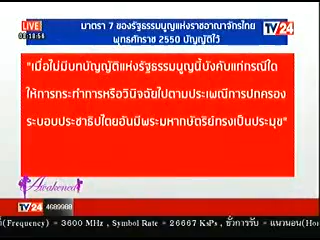 LIVE
08:18:58
มาตรา 7 ของรัฐธรรมนูญแห่งราชอาณาจักรไทย
พุทธศักราช 2550 บัญญัติไว้
TV24
"เมื่อไม่มีบทบัญญัติแห่งรัฐธรรมนูญนี้บังคับแก่กรณีใด
ให้การกระทำการหรือวินิจฉัยไปตามประเพณีการปกครอง
ระบอบประชาธิปไตยอันมีพระมหากษัตริย์ทรงเป็นประมุข"
Awakened
TV24 4689988
(Frequency) = 3600 MHz , Symbol Rate = 26667 KsPs , ขั้วการรับ = แนวนอน(Hor